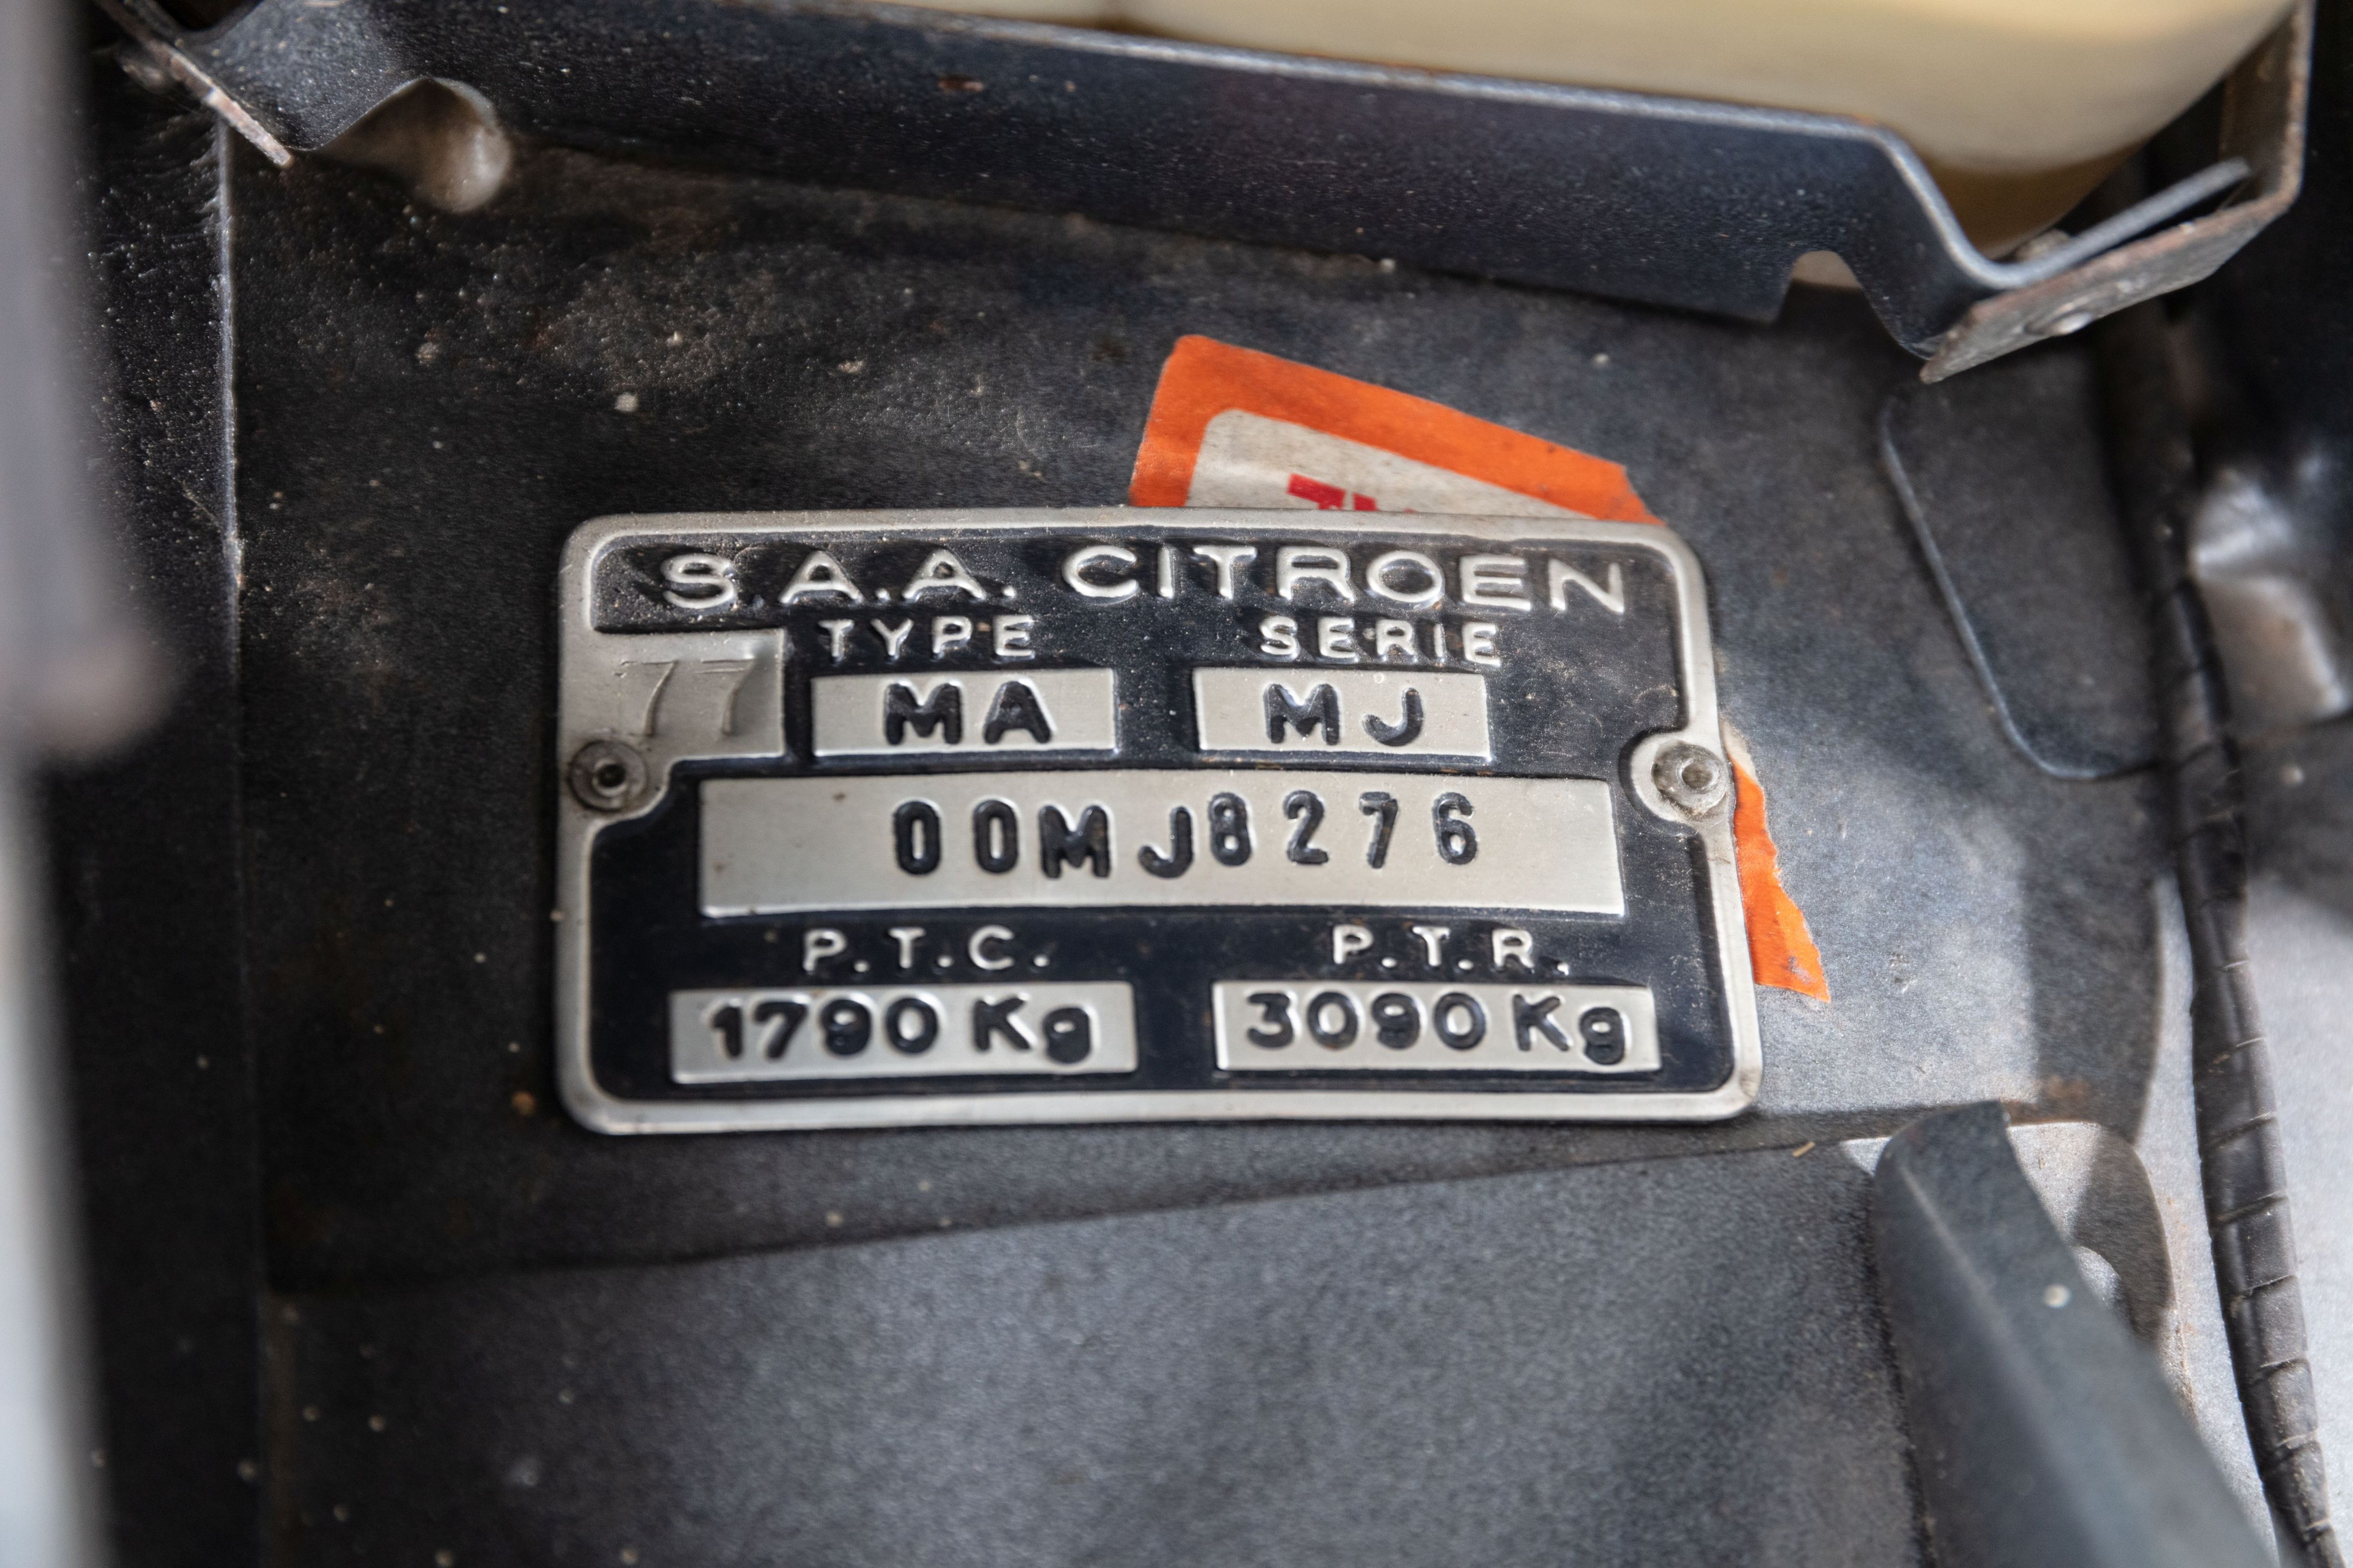 S.A.A. CITROEN
TYPE SERIE
77 MA MJ
00MJ8276
P.T.C. P.T.R.
1790 Kg 3090 Kg